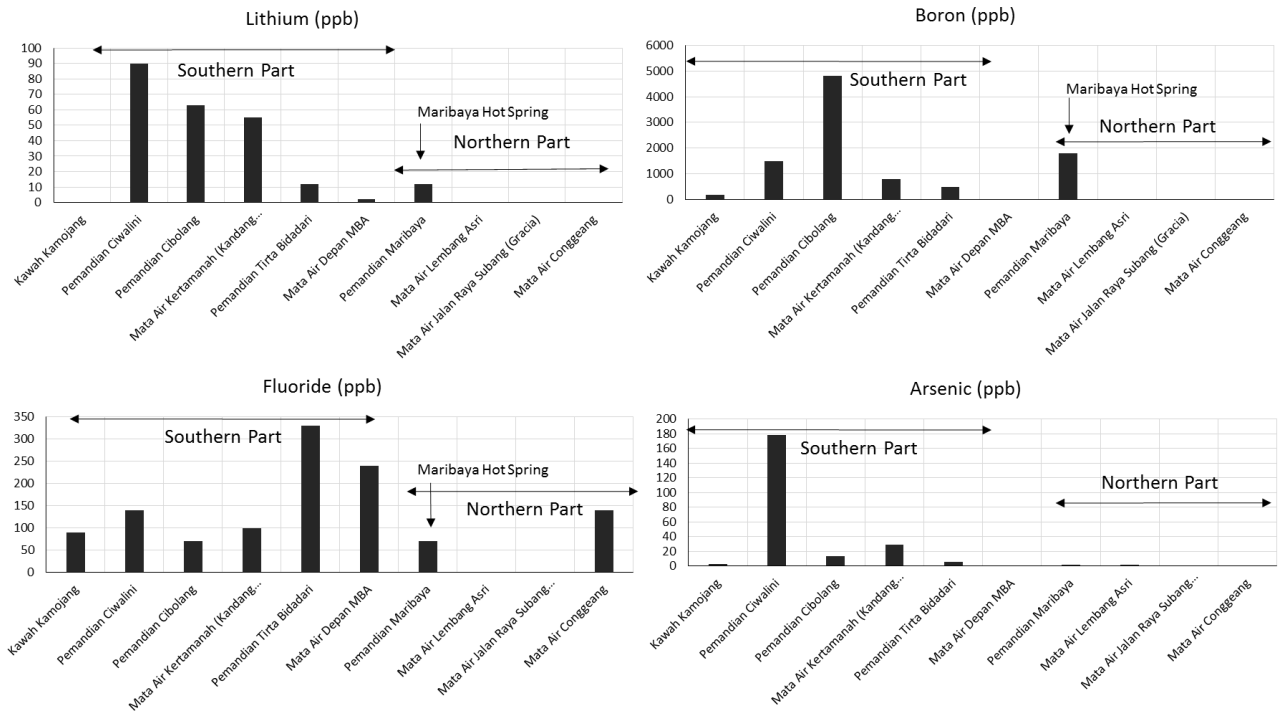 Lithium (ppb)
100
90
80
70
60
50
40
30
20
10
0
Southern Part
Maribaya Hot Spring
Northern Part
Kawah Kamojang
Pemandian Ciwalini
Pemandian Cibolang
Mata Air Kertamanah (Kandang...
Pemandian Tirta Bidadari
Mata Air Depan MBA
Pemandian Maribaya
Mata Air Lembang Asri
Mata Air Jalan Raya Subang (Gracia)
Mata Air Conggeang
Boron (ppb)
6000
5000
4000
3000
2000
1000
0
Southern Part
Maribaya Hot Spring
Northern Part
Kawah Kamojang
Pemandian Ciwalini
Pemandian Cibolang
Mata Air Kertamanah (Kandang...
Pemandian Tirta Bidadari
Mata Air Depan MBA
Pemandian Maribaya
Mata Air Lembang Asri
Mata Air Jalan Raya Subang (Gracia)
Mata Air Conggeang
Fluoride (ppb)
350
300
250
200
150
100
50
0
Southern Part
Maribaya Hot Spring
Northern Part
Kawah Kamojang
Pemandian Ciwalini
Pemandian Cibolang
Mata Air Kertamanah (Kandang...
Pemandian Tirta Bidadari
Mata Air Depan MBA
Pemandian Maribaya
Mata Air Lembang Asri
Mata Air Jalan Raya Subang...
Mata Air Conggeang
Arsenic (ppb)
200
180
160
140
120
100
80
60
40
20
0
Southern Part
Northern Part
Kawah Kamojang
Pemandian Ciwalini
Pemandian Cibolang
Mata Air Kertamanah (Kandang...
Pemandian Tirta Bidadari
Mata Air Depan MBA
Pemandian Maribaya
Mata Air Lembang Asri
Mata Air Jalan Raya Subang...
Mata Air Conggeang